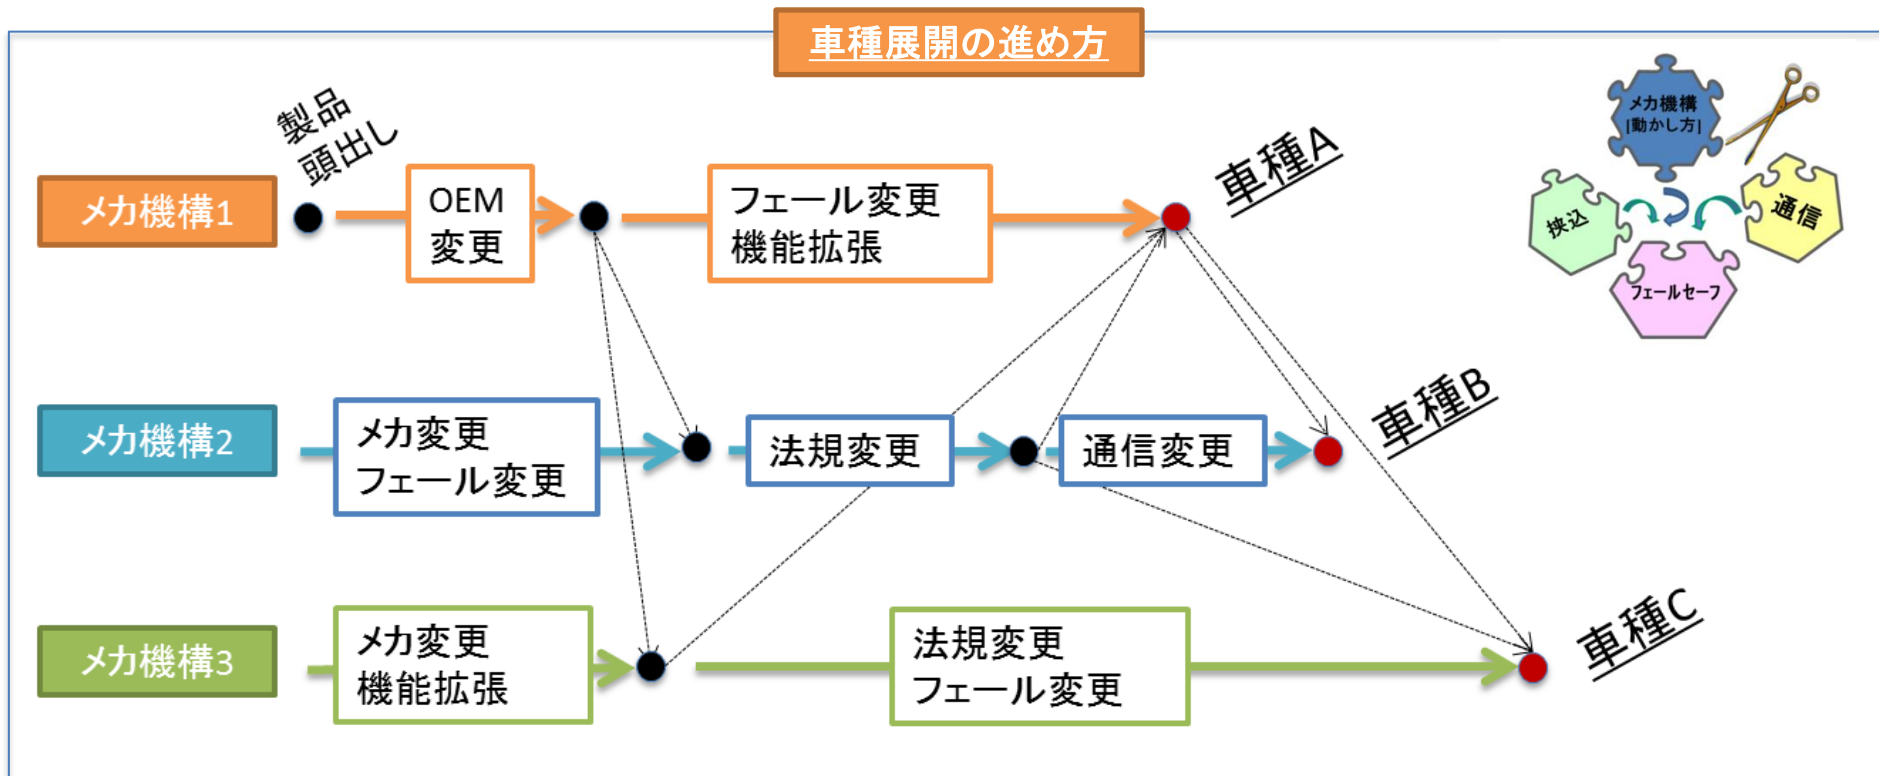 車種展開の進め方
製品
頭出し
メカ機構1
OEM
変更
フェール変更
機能拡張
車種A
メカ機構
[動かし方]
挟込
通信
フェールセーフ
メカ機構2
メカ変更
フェール変更
法規変更
通信変更
車種B
メカ機構3
メカ変更
機能拡張
法規変更
フェール変更
車種C